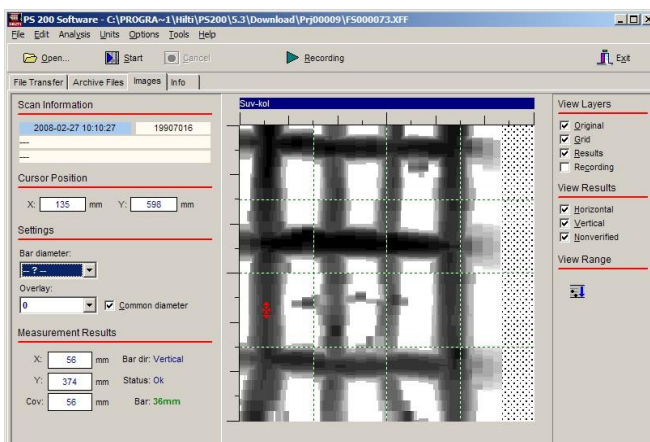 PS 200 Software - C:\PROGRA~1\Hilti\PS200\5.3\Download\Prj00009\FS000073.XFF
File Edit Analysis Units Options Tools Help
Open... Start Cancel Recording Exit
File Transfer Archive Files Images Info
Scan Information
2008-02-27 10:10:27 19907016
---
---
Cursor Position
X: 135 mm Y: 598 mm
Settings
Bar diameter:
-- ? --
Overlay:
0 Common diameter
Measurement Results
X: 56 mm Bar dir: Vertical
Y: 374 mm Status: Ok
Cov: 56 mm Bar: 36mm
Suv-kol
View Layers
Original
Grid
Results
Recording
View Results
Horizontal
Vertical
Nonverified
View Range